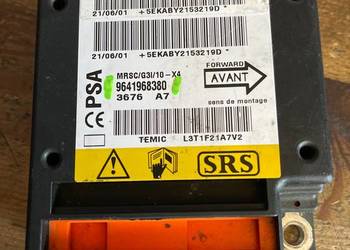 21/06/01 +5EKABY2153219D*
21/06/01 +5EKABY2153219D*
CE PSA
MRSC/G3I/10-X4
9641968380
3676 A7
FORWARD
AVANT
sens de montage
TEMIC L3T1F21A7V2
SRS